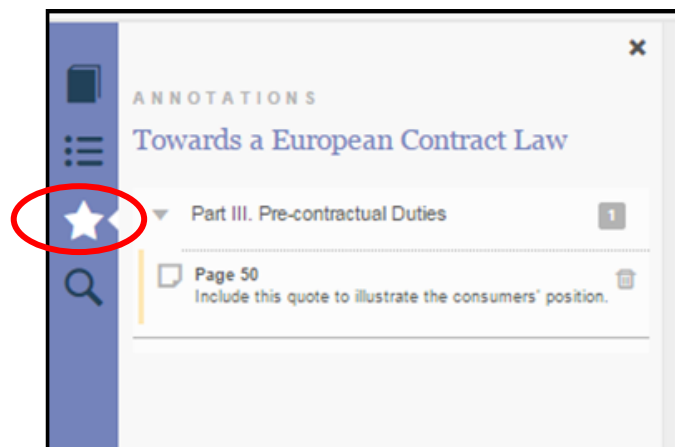 ANNOTATIONS
Towards a European Contract Law
Part III. Pre-contractual Duties 1
Page 50
Include this quote to illustrate the consumers' position.